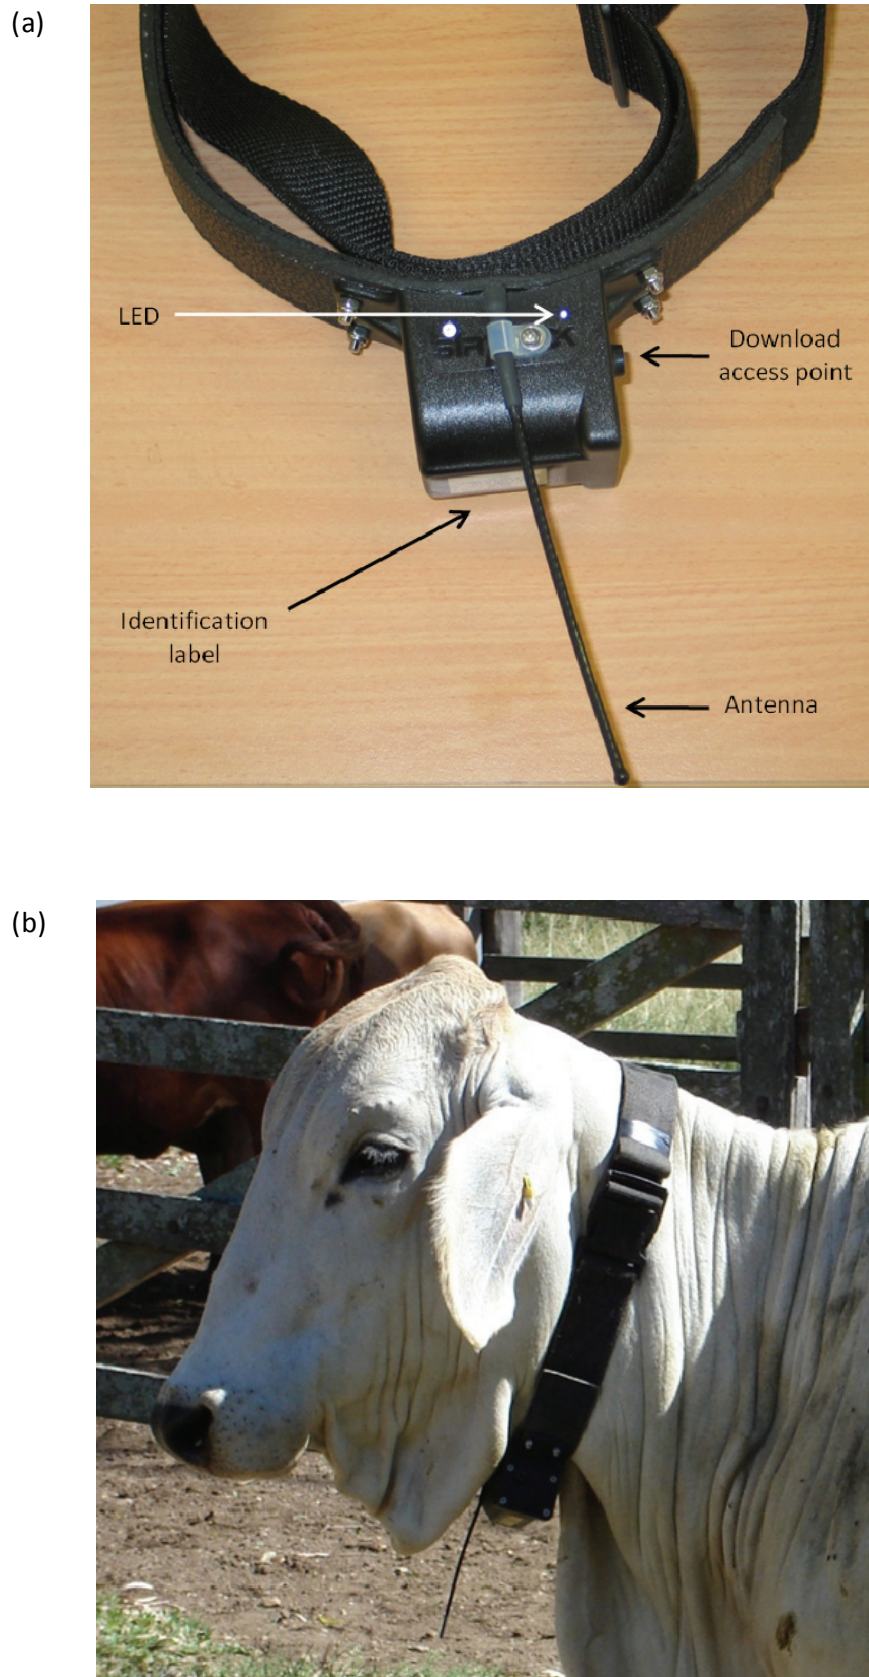 (a)
LED
Download
access point
Identification
label
Antenna
(b)